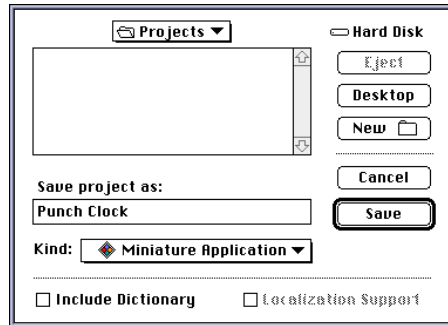 Projects
Hard Disk
Eject
Desktop
New
Save project as:
Cancel
Punch Clock
Save
Kind: Miniature Application
Include Dictionary
Localization Support